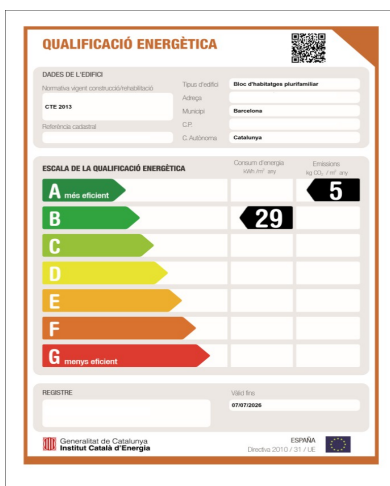 QUALIFICACIÓ ENERGÈTICA
DADES DE L'EDIFICI
Normativa vigent construcció/rehabilitació
CTE 2013
Referència cadastral
Tipus d'edifici Bloc d'habitatges plurifamiliar
Adreça
Municipi Barcelona
C.P.
C. Autònoma Catalunya
ESCALA DE LA QUALIFICACIÓ ENERGÈTICA
Consum d'energia
kWh /m² any
Emissions
kg CO₂ / m² any
A més eficient 5
B 29
C
D
E
F
G menys eficient
REGISTRE
Vàlid fins
07/07/2026
Generalitat de Catalunya
Institut Català d'Energia
ESPAÑA
Directiva 2010 / 31 / UE